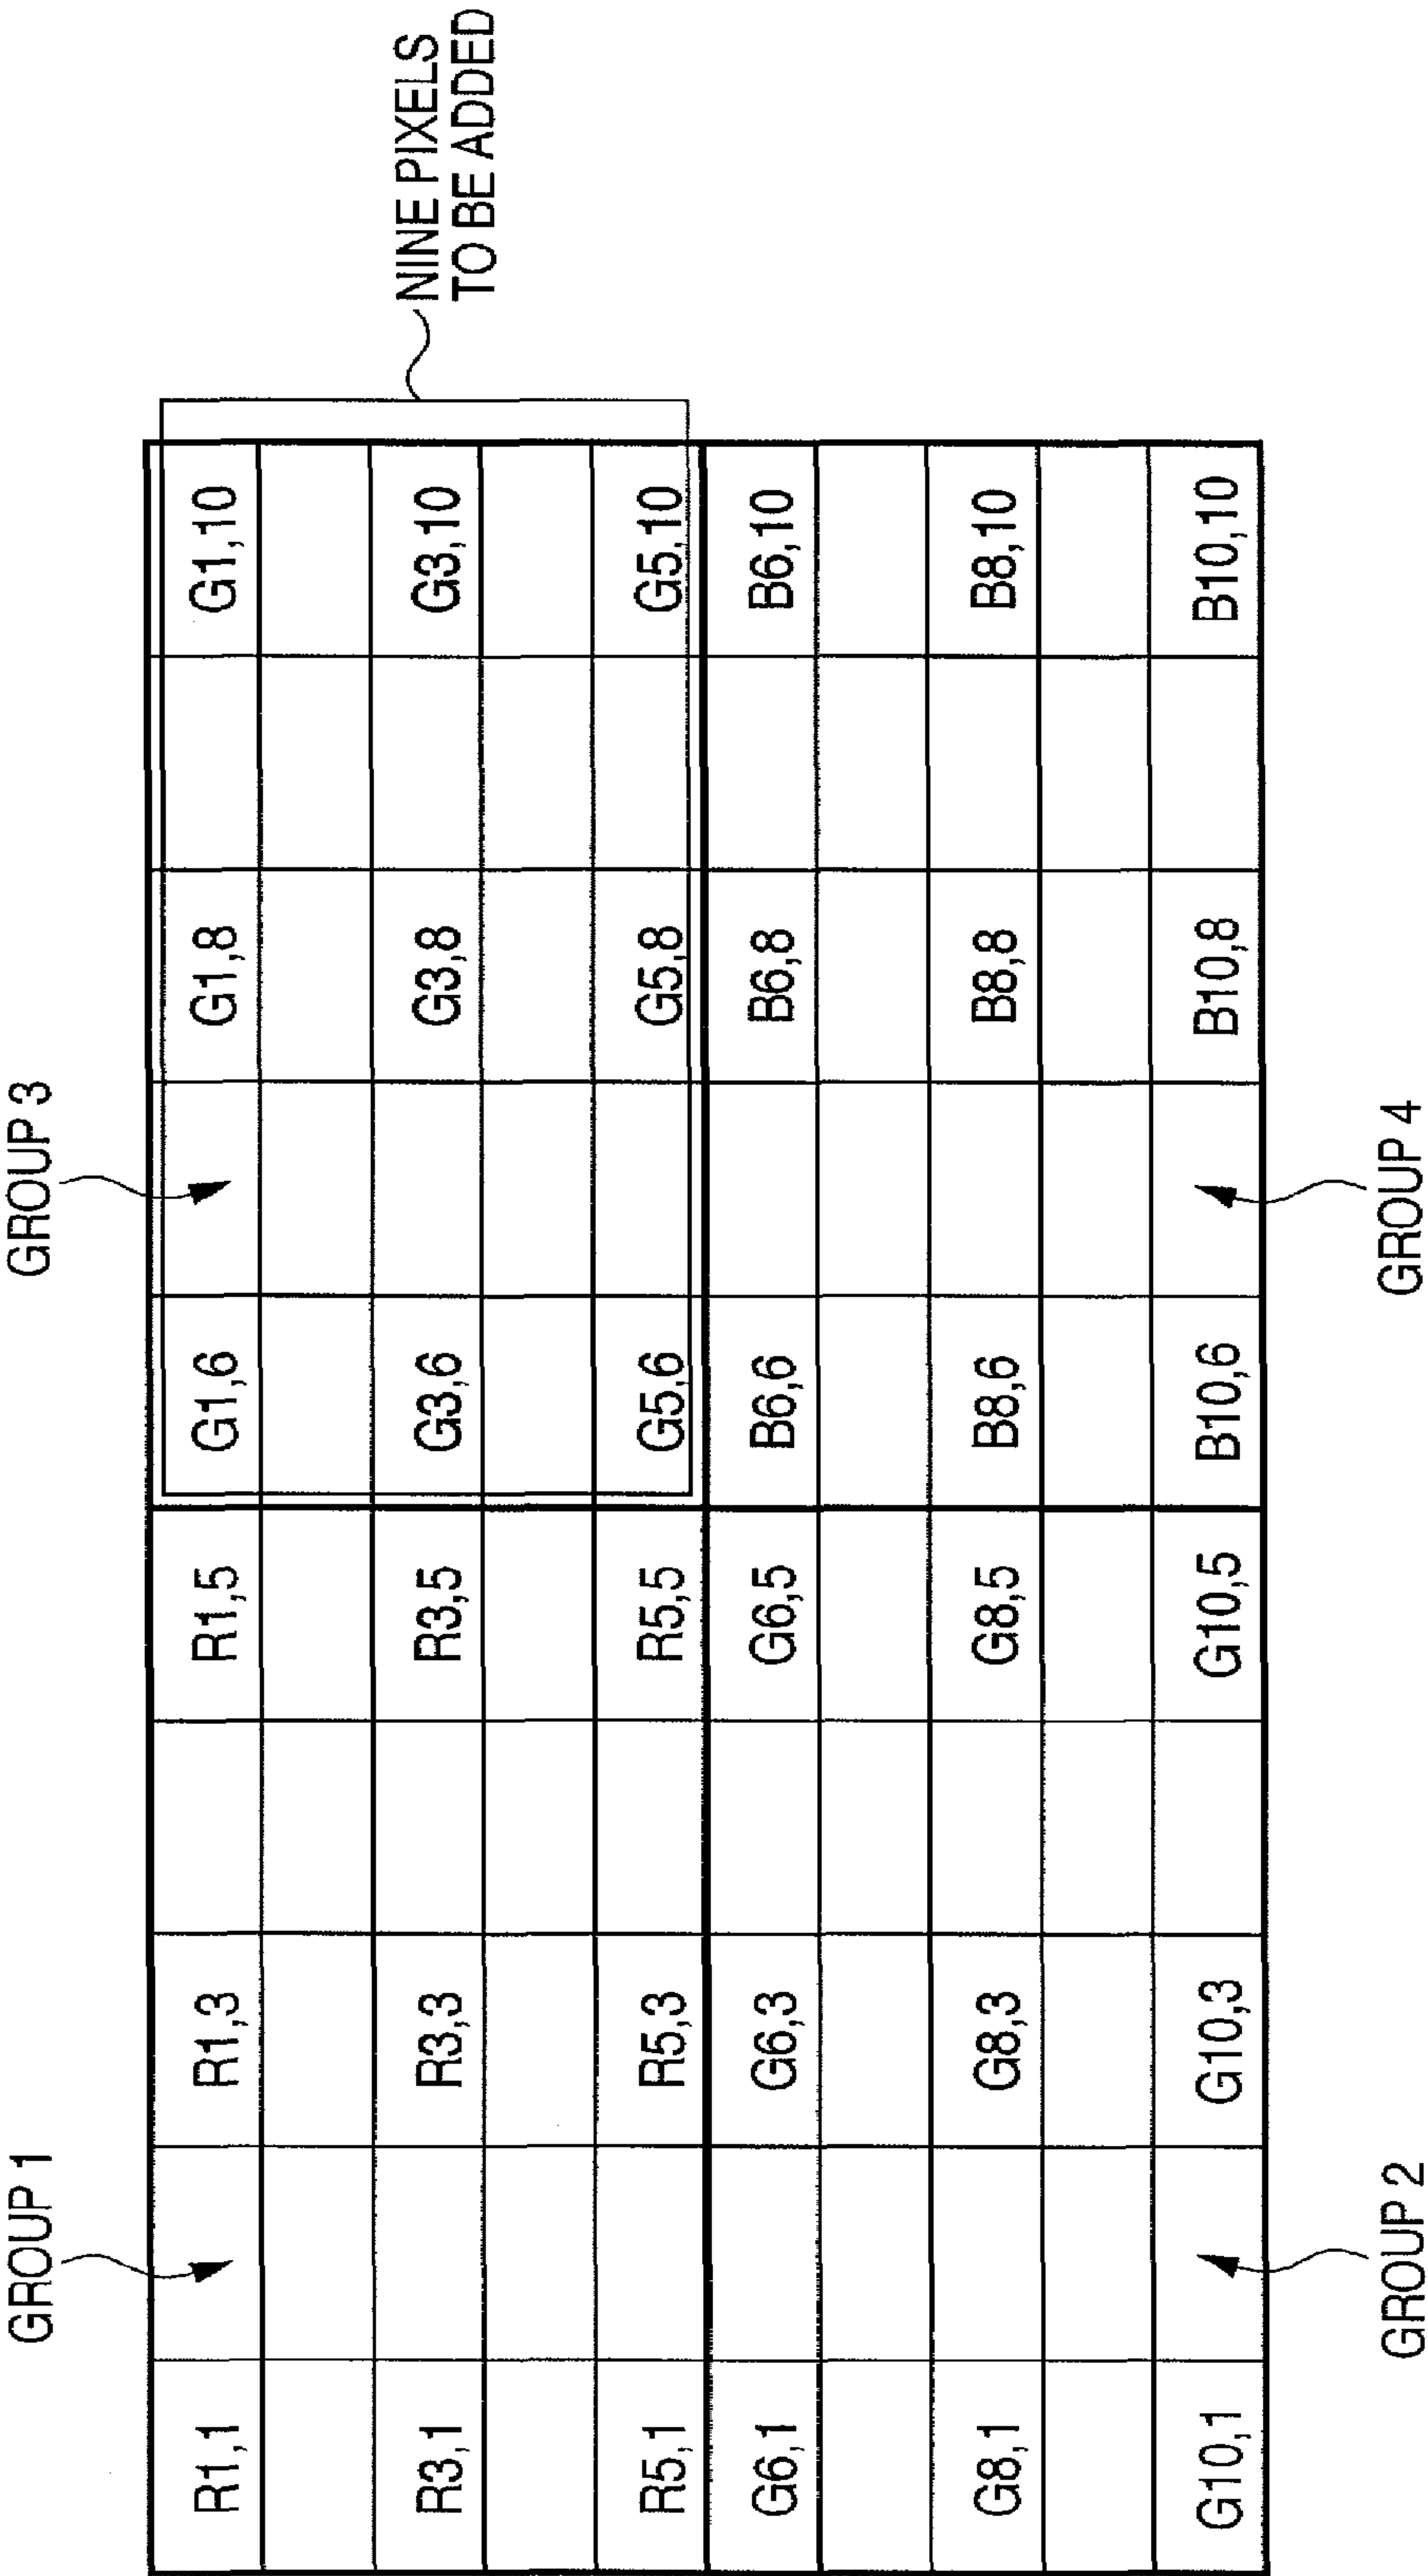 GROUP 1
GROUP 3
NINE PIXELS
TO BE ADDED
R1,1 R1,3 R1,5 G1,6 G1,8 G1,10
R3,1 R3,3 R3,5 G3,6 G3,8 G3,10
R5,1 R5,3 R5,5 G5,6 G5,8 G5,10
G6,1 G6,3 G6,5 B6,6 B6,8 B6,10
G8,1 G8,3 G8,5 B8,6 B8,8 B8,10
G10,1 G10,3 G10,5 B10,6 B10,8 B10,10
GROUP 2
GROUP 4